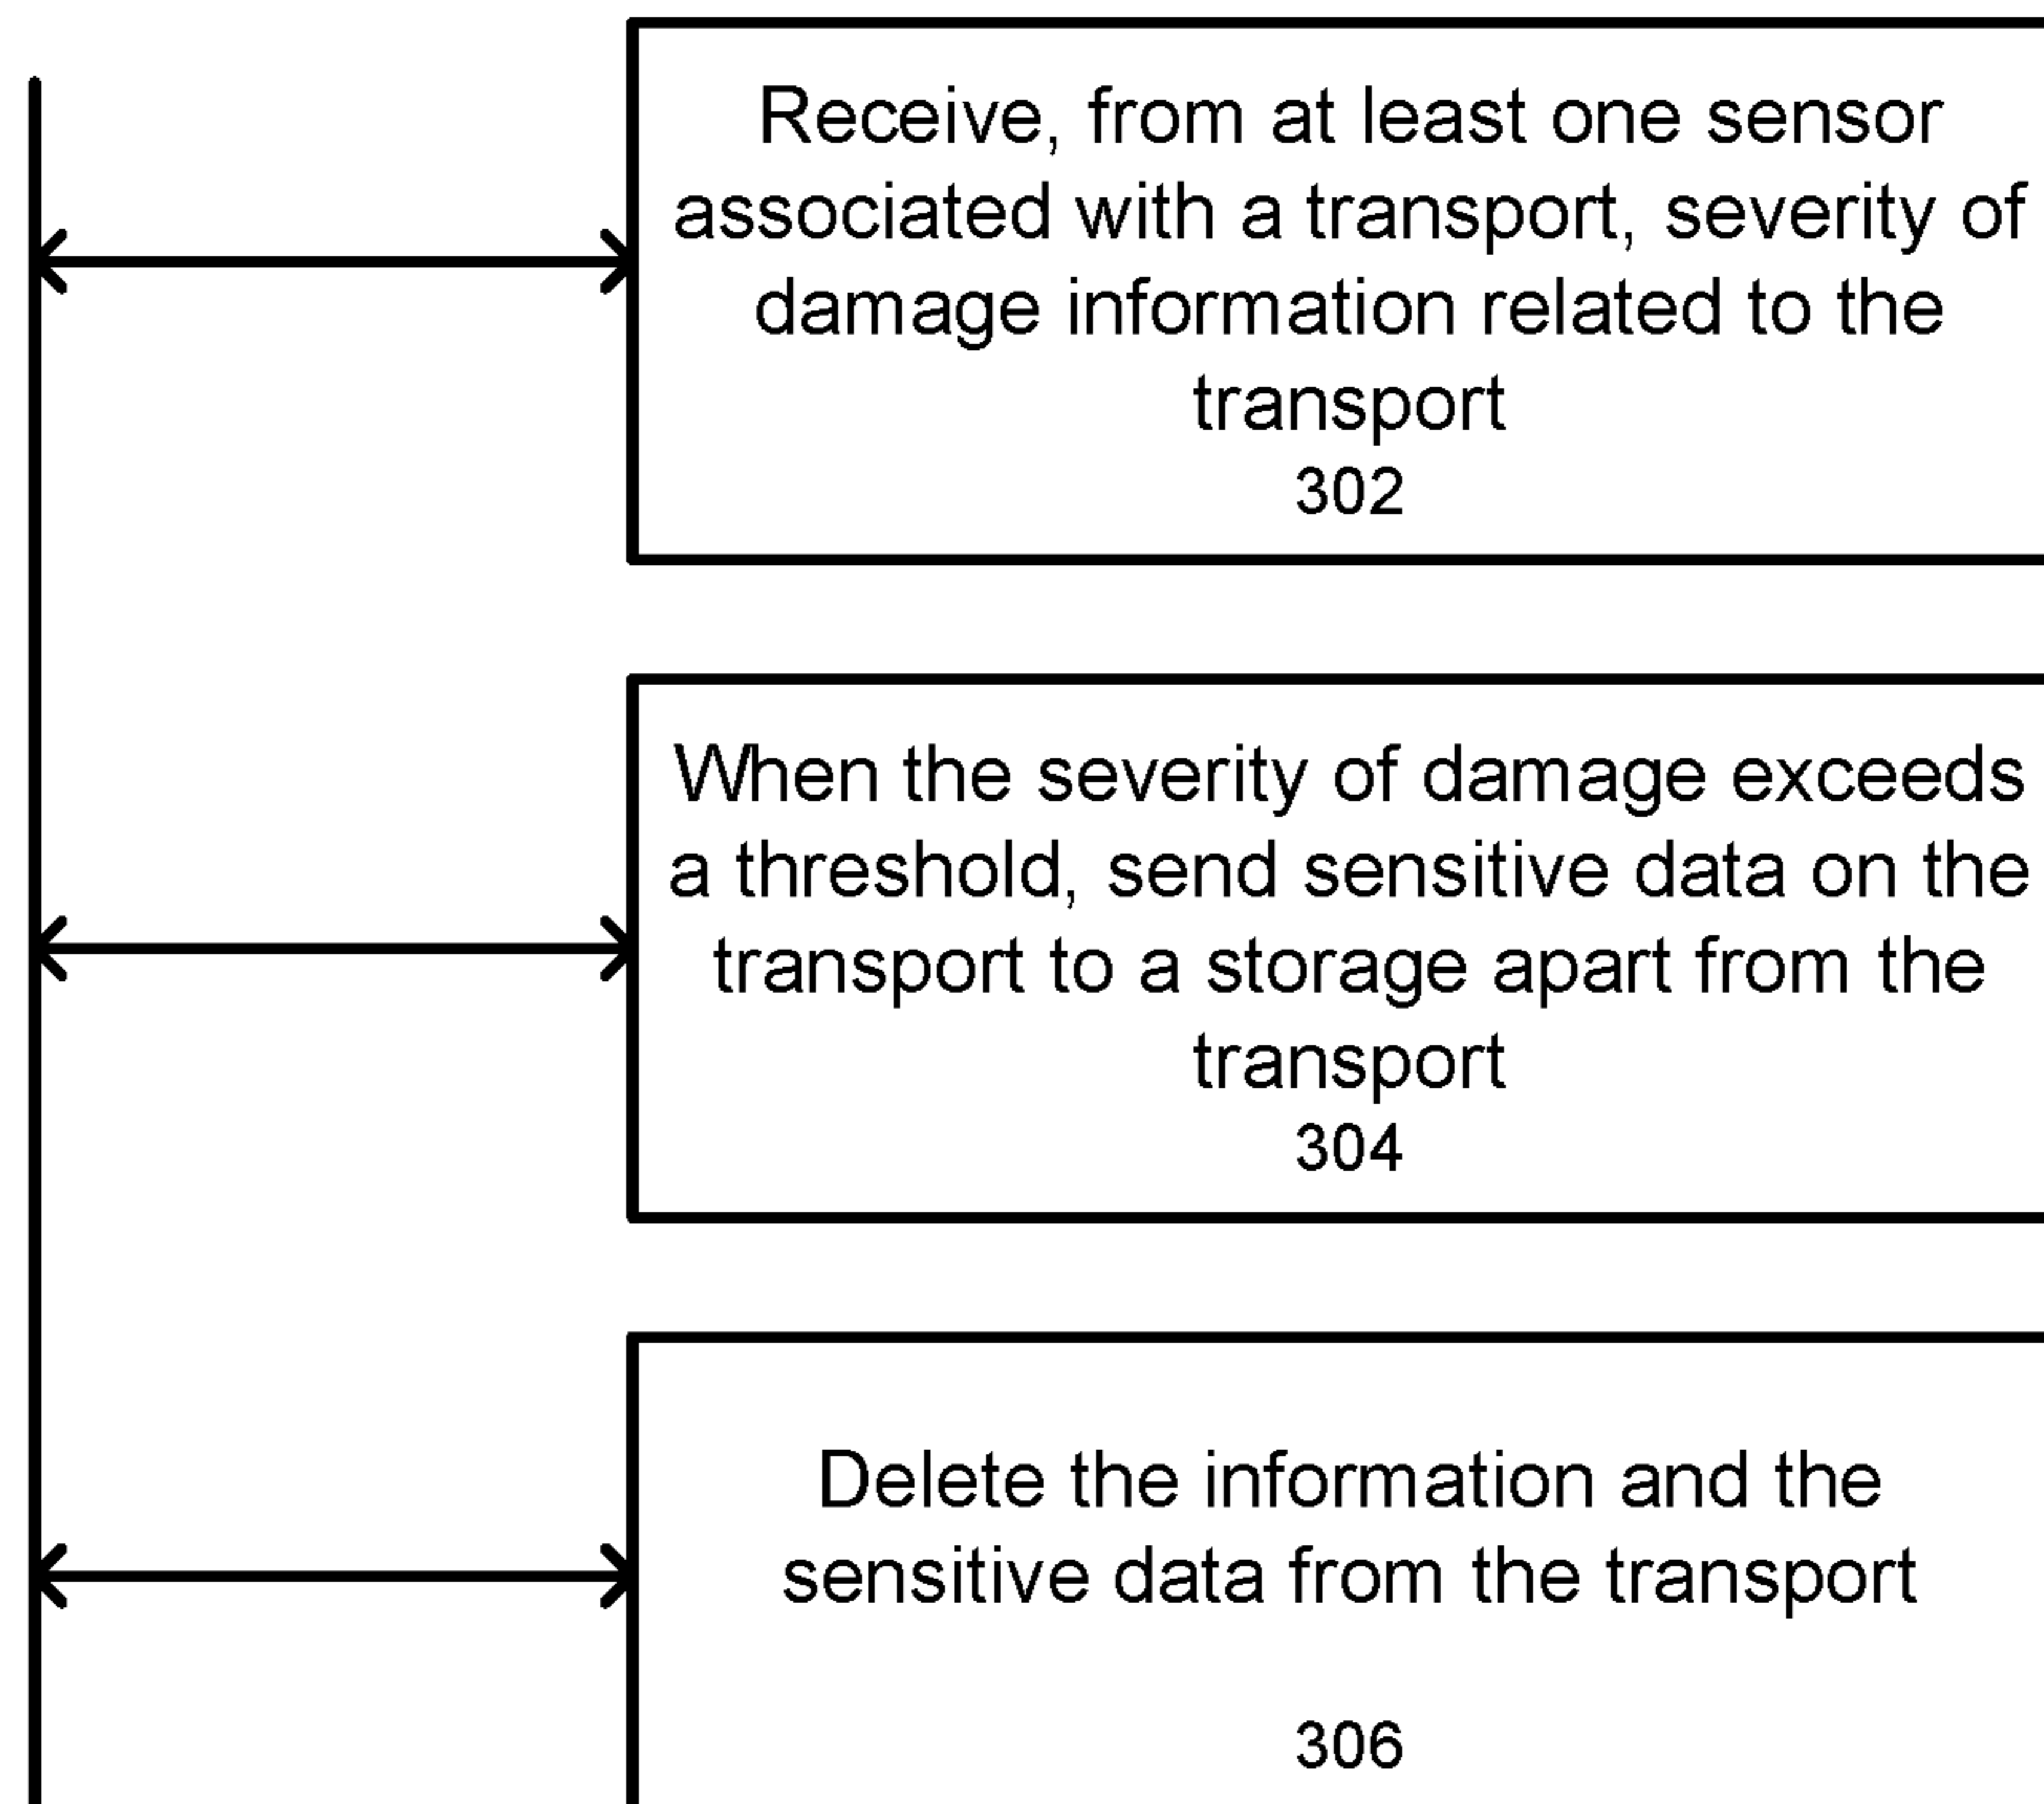 Receive, from at least one sensor
associated with a transport, severity of
damage information related to the
transport
302
When the severity of damage exceeds
a threshold, send sensitive data on the
transport to a storage apart from the
transport
304
Delete the information and the
sensitive data from the transport
306